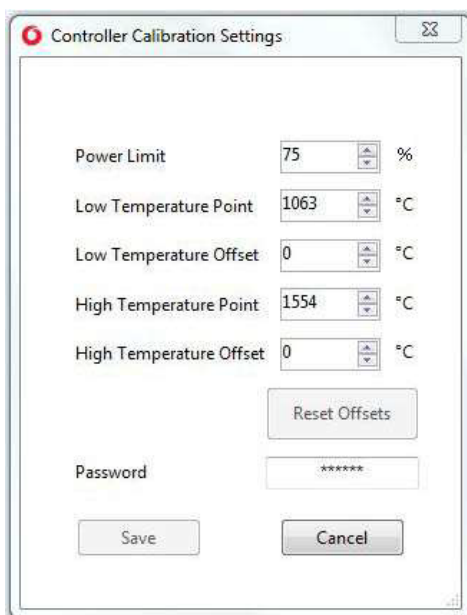 Controller Calibration Settings
Power Limit 75 %
Low Temperature Point 1063 °C
Low Temperature Offset 0 °C
High Temperature Point 1554 °C
High Temperature Offset 0 °C
Reset Offsets
Password ******
Save Cancel